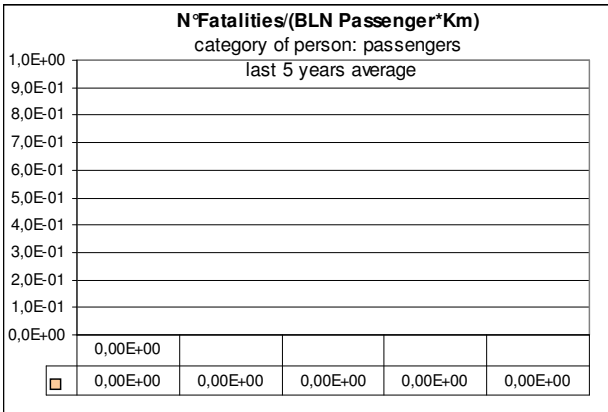 N°Fatalities/(BLN Passenger*Km)
category of person: passengers
last 5 years average
1,0E+00
9,0E-01
8,0E-01
7,0E-01
6,0E-01
5,0E-01
4,0E-01
3,0E-01
2,0E-01
1,0E-01
0,0E+00
0,00E+00
0,00E+00 0,00E+00 0,00E+00 0,00E+00 0,00E+00